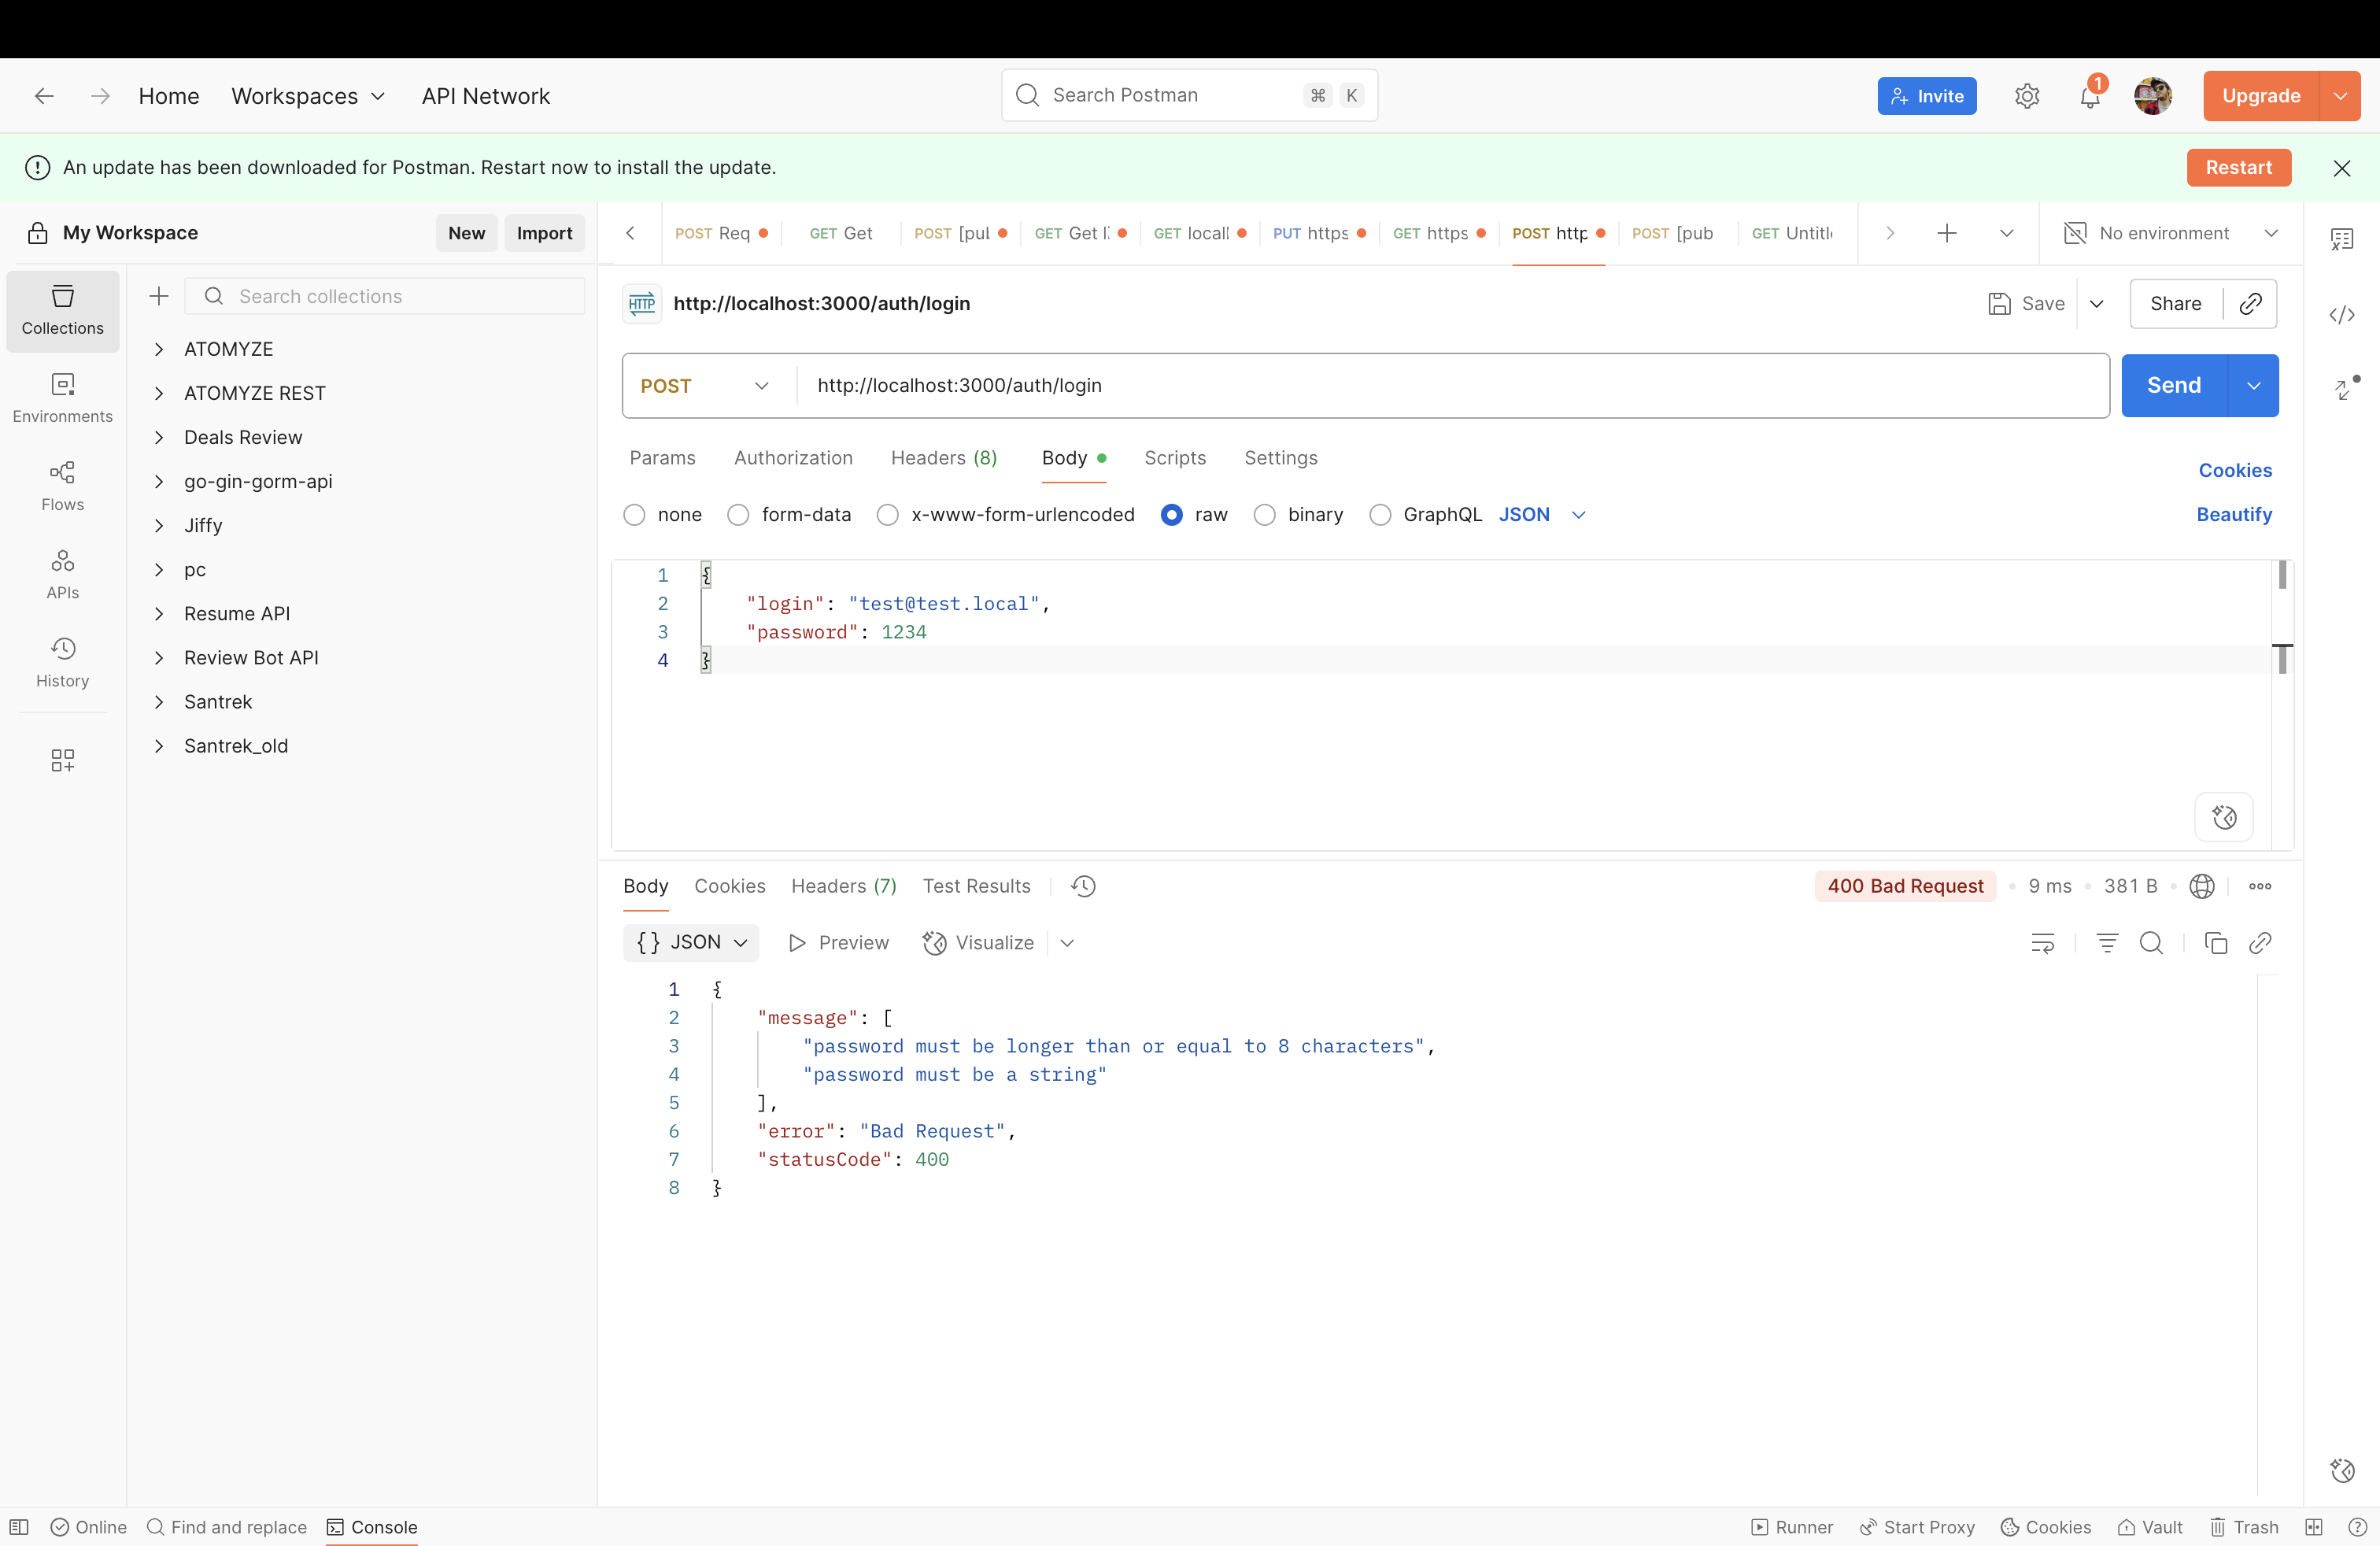 Home
Workspaces
API Network
Search Postman
⌘ K
Invite
1
Upgrade
An update has been downloaded for Postman. Restart now to install the update.
Restart
My Workspace
New
Import
POST Req
GET Get
POST [pub
GET Get l
GET local
PUT https
GET https
POST http
POST [pub
GET Untitl
No environment
Collections
Environments
Flows
APIs
History
Search collections
ATOMYZE
ATOMYZE REST
Deals Review
go-gin-gorm-api
Jiffy
pc
Resume API
Review Bot API
Santrek
Santrek_old
HTTP
http://localhost:3000/auth/login
Save
Share
POST
http://localhost:3000/auth/login
Send
Params
Authorization
Headers (8)
Body
Scripts
Settings
Cookies
none
form-data
x-www-form-urlencoded
raw
binary
GraphQL
JSON
Beautify
1 {
2 "login": "test@test.local",
3 "password": 1234
4 }
Body
Cookies
Headers (7)
Test Results
400 Bad Request
9 ms
381 B
{} JSON
Preview
Visualize
1 {
2 "message": [
3 "password must be longer than or equal to 8 characters",
4 "password must be a string"
5 ],
6 "error": "Bad Request",
7 "statusCode": 400
8 }
Online
Find and replace
Console
Runner
Start Proxy
Cookies
Vault
Trash